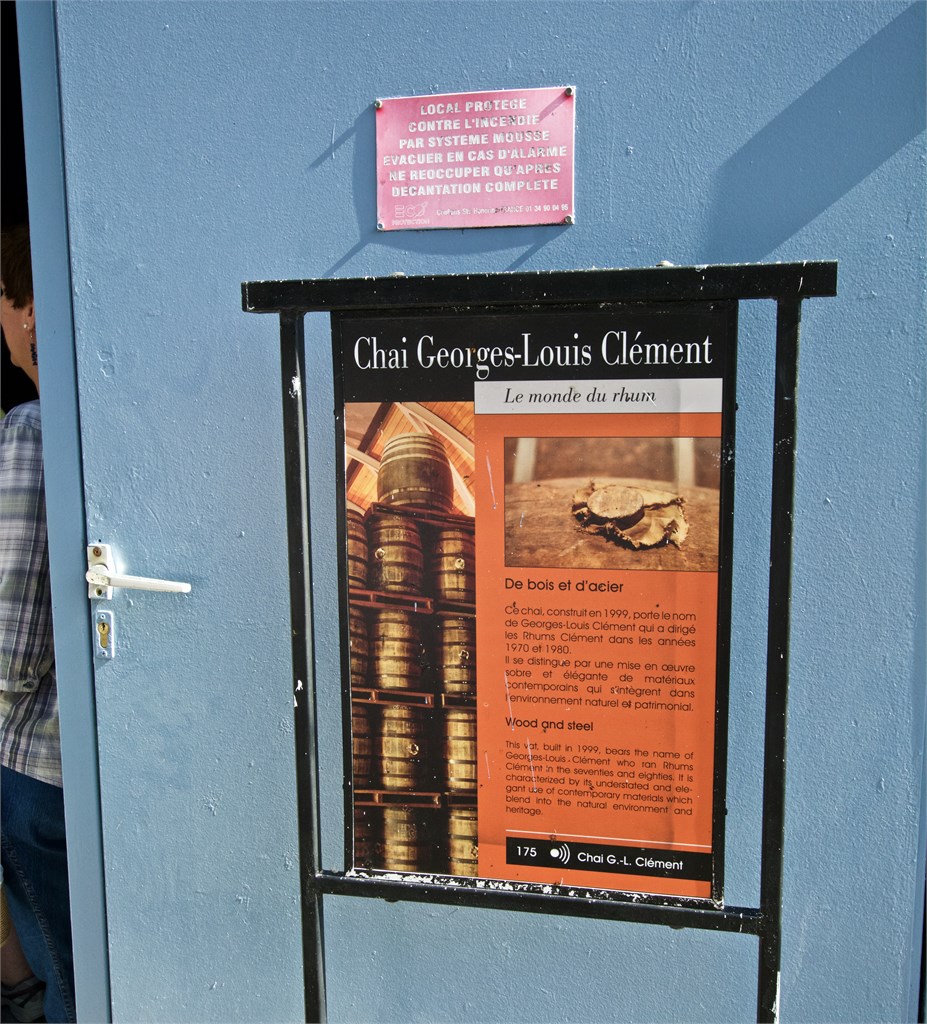 LOCAL PROTEGE
CONTRE L'INCENDIE
PAR SYSTEME MOUSSE
EVACUER EN CAS D'ALARME
NE REOCCUPER QU'APRES
DECANTATION COMPLETE
01 34 90 04 95
Chai Georges-Louis Clément
Le monde du rhum
De bois et d'acier
Ce chai, construit en 1999, porte le nom
de Georges-Louis Clément qui a dirigé
les Rhums Clément dans les années
1970 et 1980.
Il se distingue par une mise en œuvre
sobre et élégante de matériaux
contemporains qui s'intègrent dans
l'environnement naturel et patrimonial.
Wood and steel
This vat, built in 1999, bears the name of
Georges-Louis Clément who ran Rhums
Clément in the seventies and eighties. It is
characterized by its understated and ele-
gant use of contemporary materials which
blend into the natural environment and
heritage.
175 Chai G.-L. Clément